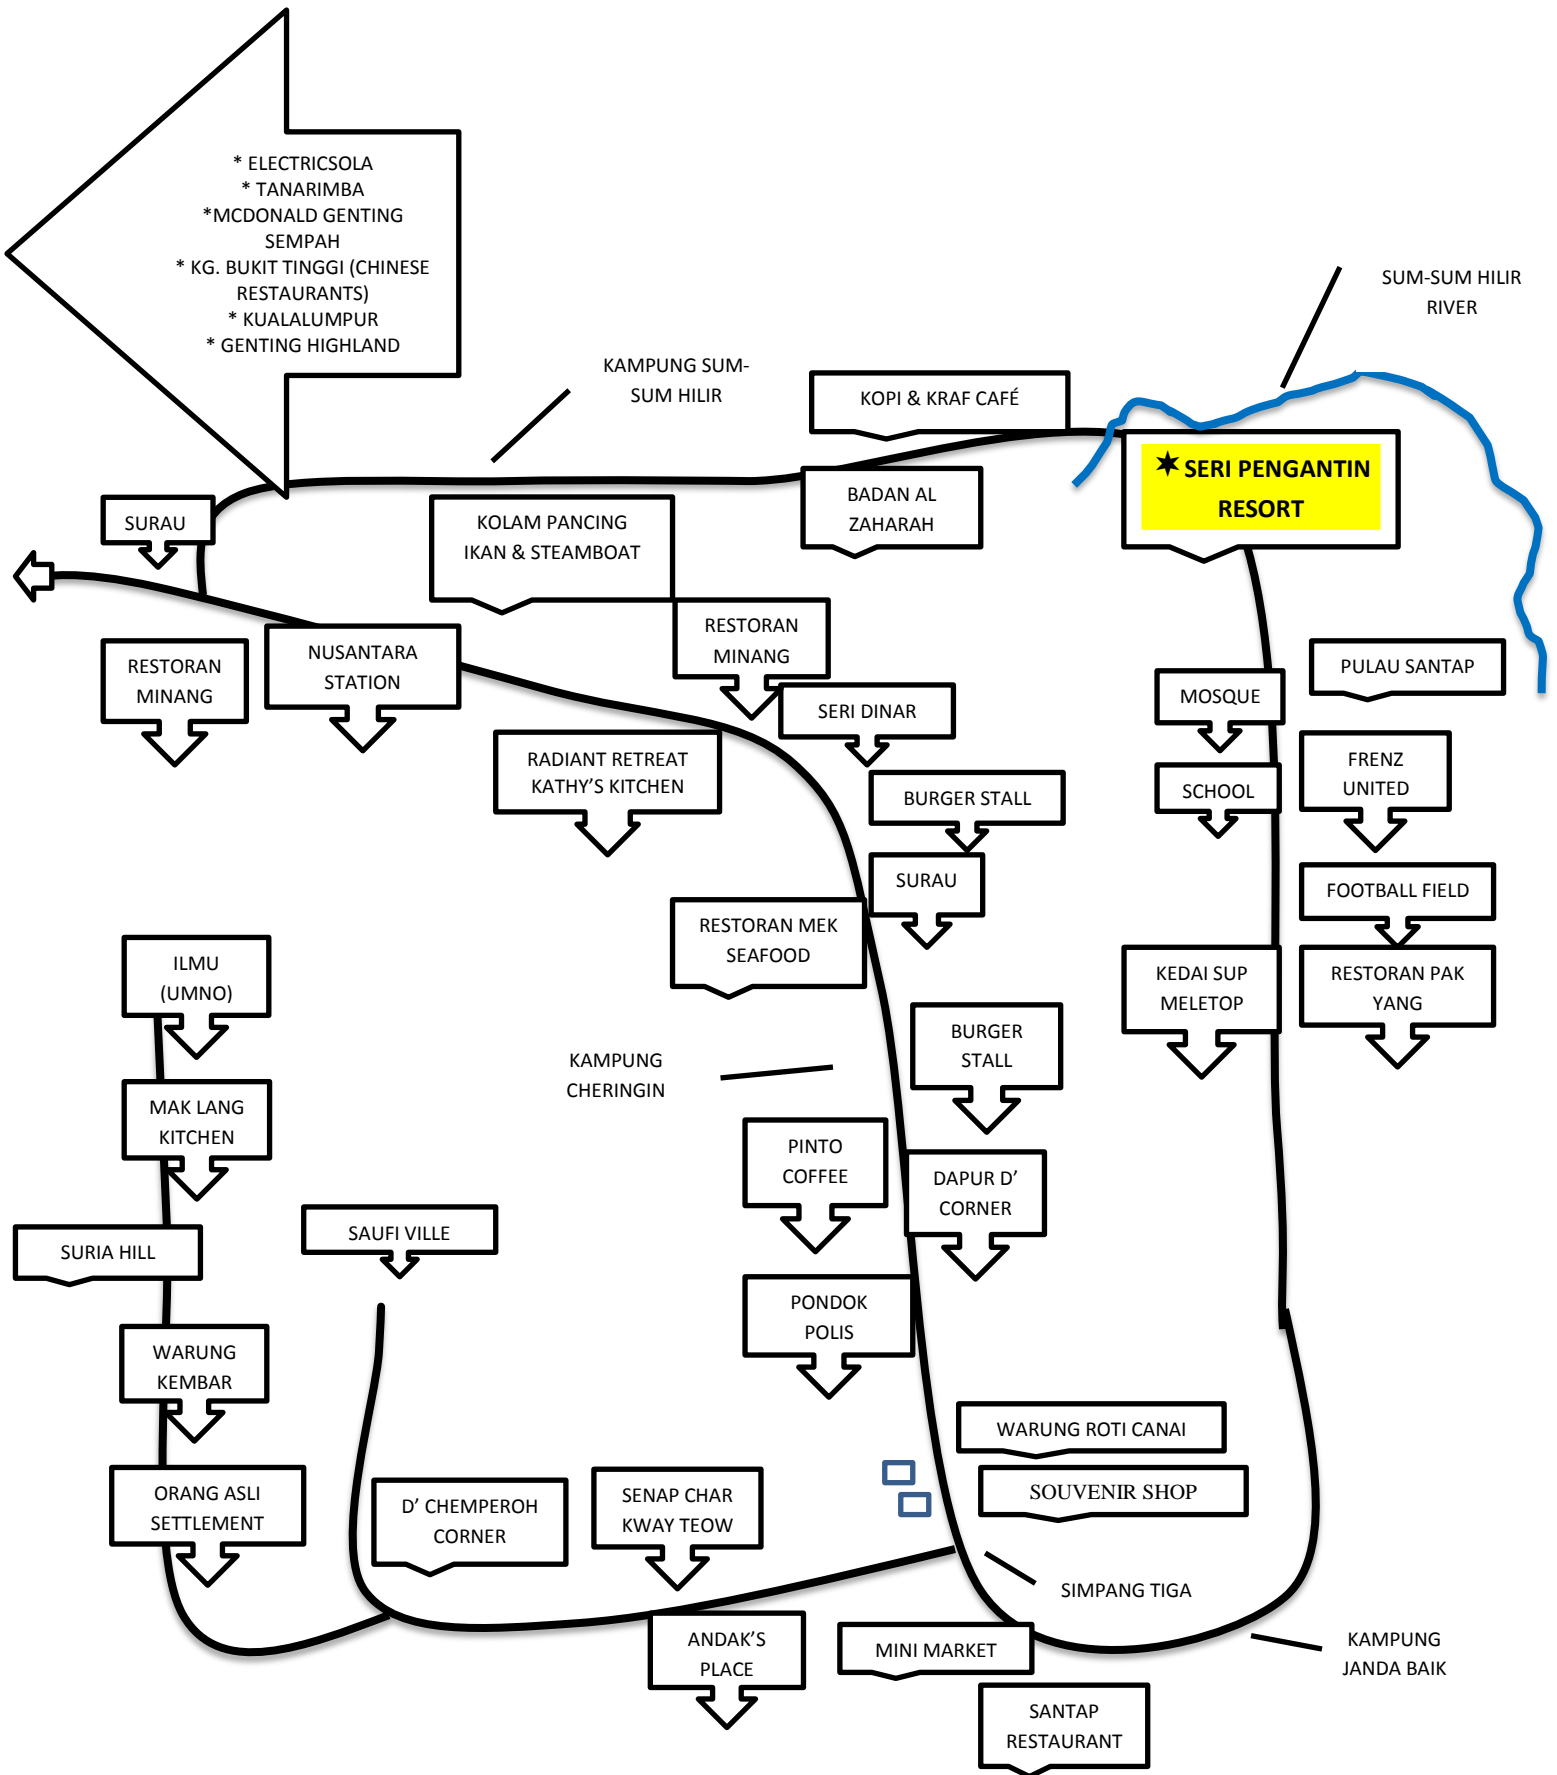 * ELECTRICSOLA
* TANARIMBA
*MCDONALD GENTING
SEMPAH
* KG. BUKIT TINGGI (CHINESE
RESTAURANTS)
* KUALALUMPUR
* GENTING HIGHLAND
SUM-SUM HILIR
RIVER
KAMPUNG SUM-
SUM HILIR
KOPI & KRAF CAFÉ
SERI PENGANTIN
RESORT
BADAN AL
ZAHARAH
SURAU
KOLAM PANCING
IKAN & STEAMBOAT
RESTORAN
MINANG
NUSANTARA
STATION
RESTORAN
MINANG
SERI DINAR
MOSQUE
PULAU SANTAP
RADIANT RETREAT
KATHY'S KITCHEN
BURGER STALL
SCHOOL
FRENZ
UNITED
SURAU
FOOTBALL FIELD
RESTORAN MEK
SEAFOOD
ILMU
(UMNO)
KEDAI SUP
MELETOP
RESTORAN PAK
YANG
BURGER
STALL
KAMPUNG
CHERINGIN
MAK LANG
KITCHEN
PINTO
COFFEE
DAPUR D'
CORNER
SURIA HILL
SAUFI VILLE
PONDOK
POLIS
WARUNG
KEMBAR
WARUNG ROTI CANAI
ORANG ASLI
SETTLEMENT
D' CHEMPEROH
CORNER
SENAP CHAR
KWAY TEOW
SOUVENIR SHOP
SIMPANG TIGA
ANDAK'S
PLACE
MINI MARKET
KAMPUNG
JANDA BAIK
SANTAP
RESTAURANT